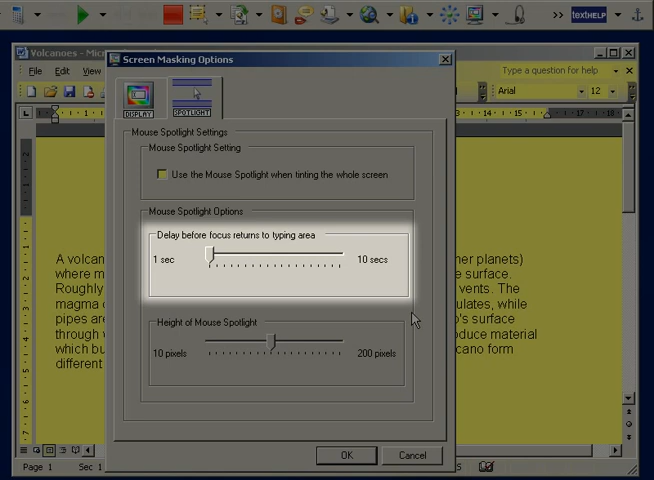 textHELP
Volcanoes - Mic
Screen Masking Options
File Edit View
Type a question for help
DISPLAY
SPOTLIGHT
Arial
12
Mouse Spotlight Settings
Mouse Spotlight Setting
Use the Mouse Spotlight when tinting the whole screen
Mouse Spotlight Options
Delay before focus returns to typing area
1 sec
10 secs
Height of Mouse Spotlight
10 pixels
200 pixels
A volcan
her planets)
where m
e surface.
Roughly
vents. The
magma c
ulates, while
pipes are
o's surface
through
oduce material
which bu
cano form
different
OK
Cancel
Page 1 Sec 1